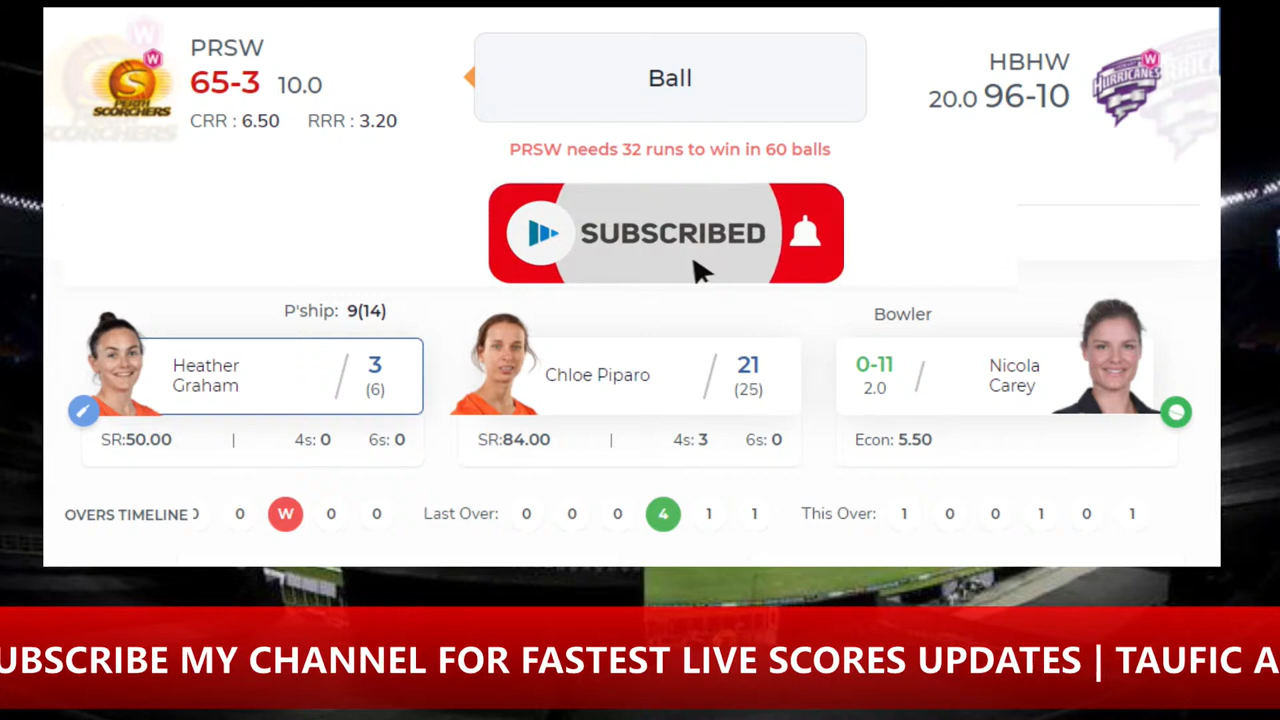 PRSW
65-3 10.0
CRR : 6.50 RRR : 3.20
Ball
HBHW
20.0 96-10
W
PERTH
SCORCHERS
W
HURRICANES
PRSW needs 32 runs to win in 60 balls
SUBSCRIBED
P'ship: 9(14)
Bowler
Heather
Graham
3
(6)
Chloe Piparo
21
(25)
0-11
2.0
Nicola
Carey
SR:50.00 | 4s: 0 6s: 0
SR:84.00 | 4s: 3 6s: 0
Econ: 5.50
OVERS TIMELINE 0 W 0 0 Last Over: 0 0 0 4 1 1 This Over: 1 0 0 1 0 1
UBSCRIBE MY CHANNEL FOR FASTEST LIVE SCORES UPDATES | TAUFIC A